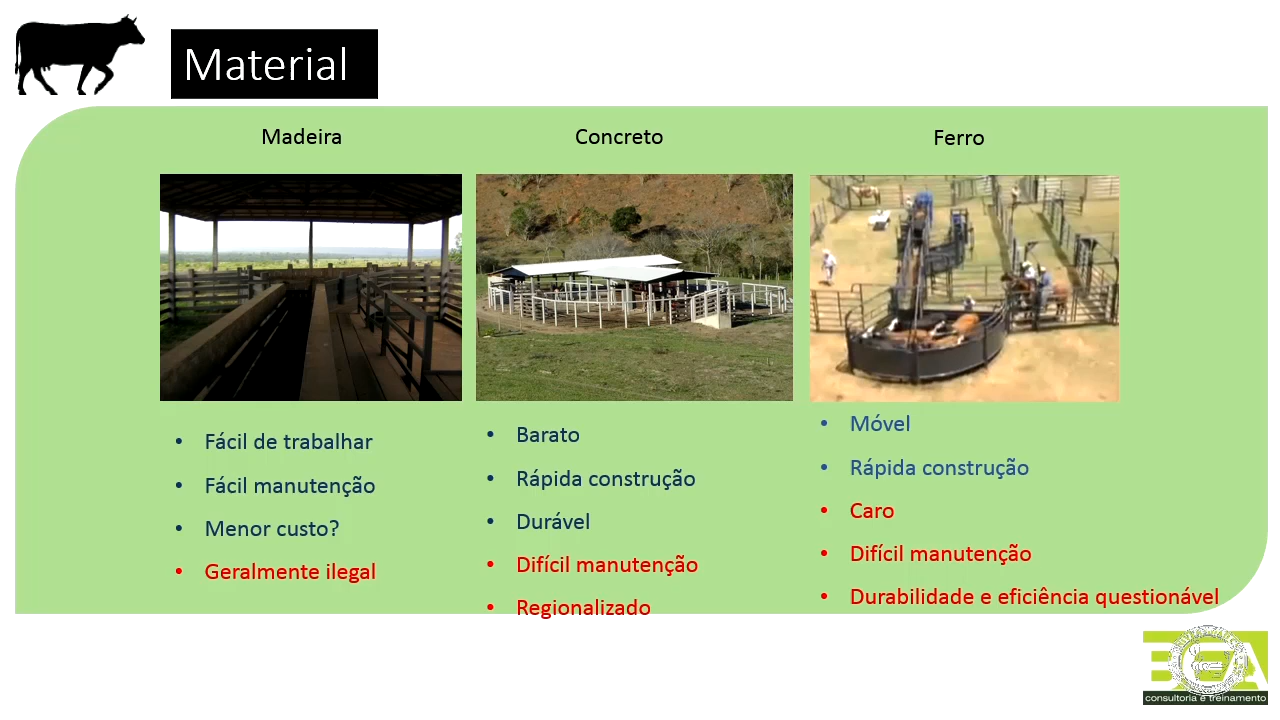 Material
Madeira
Concreto
Ferro
• Fácil de trabalhar
• Fácil manutenção
• Menor custo?
• Geralmente ilegal
• Barato
• Rápida construção
• Durável
• Difícil manutenção
• Regionalizado
• Móvel
• Rápida construção
• Caro
• Difícil manutenção
• Durabilidade e eficiência questionável
BEA
consultoria e treinamento